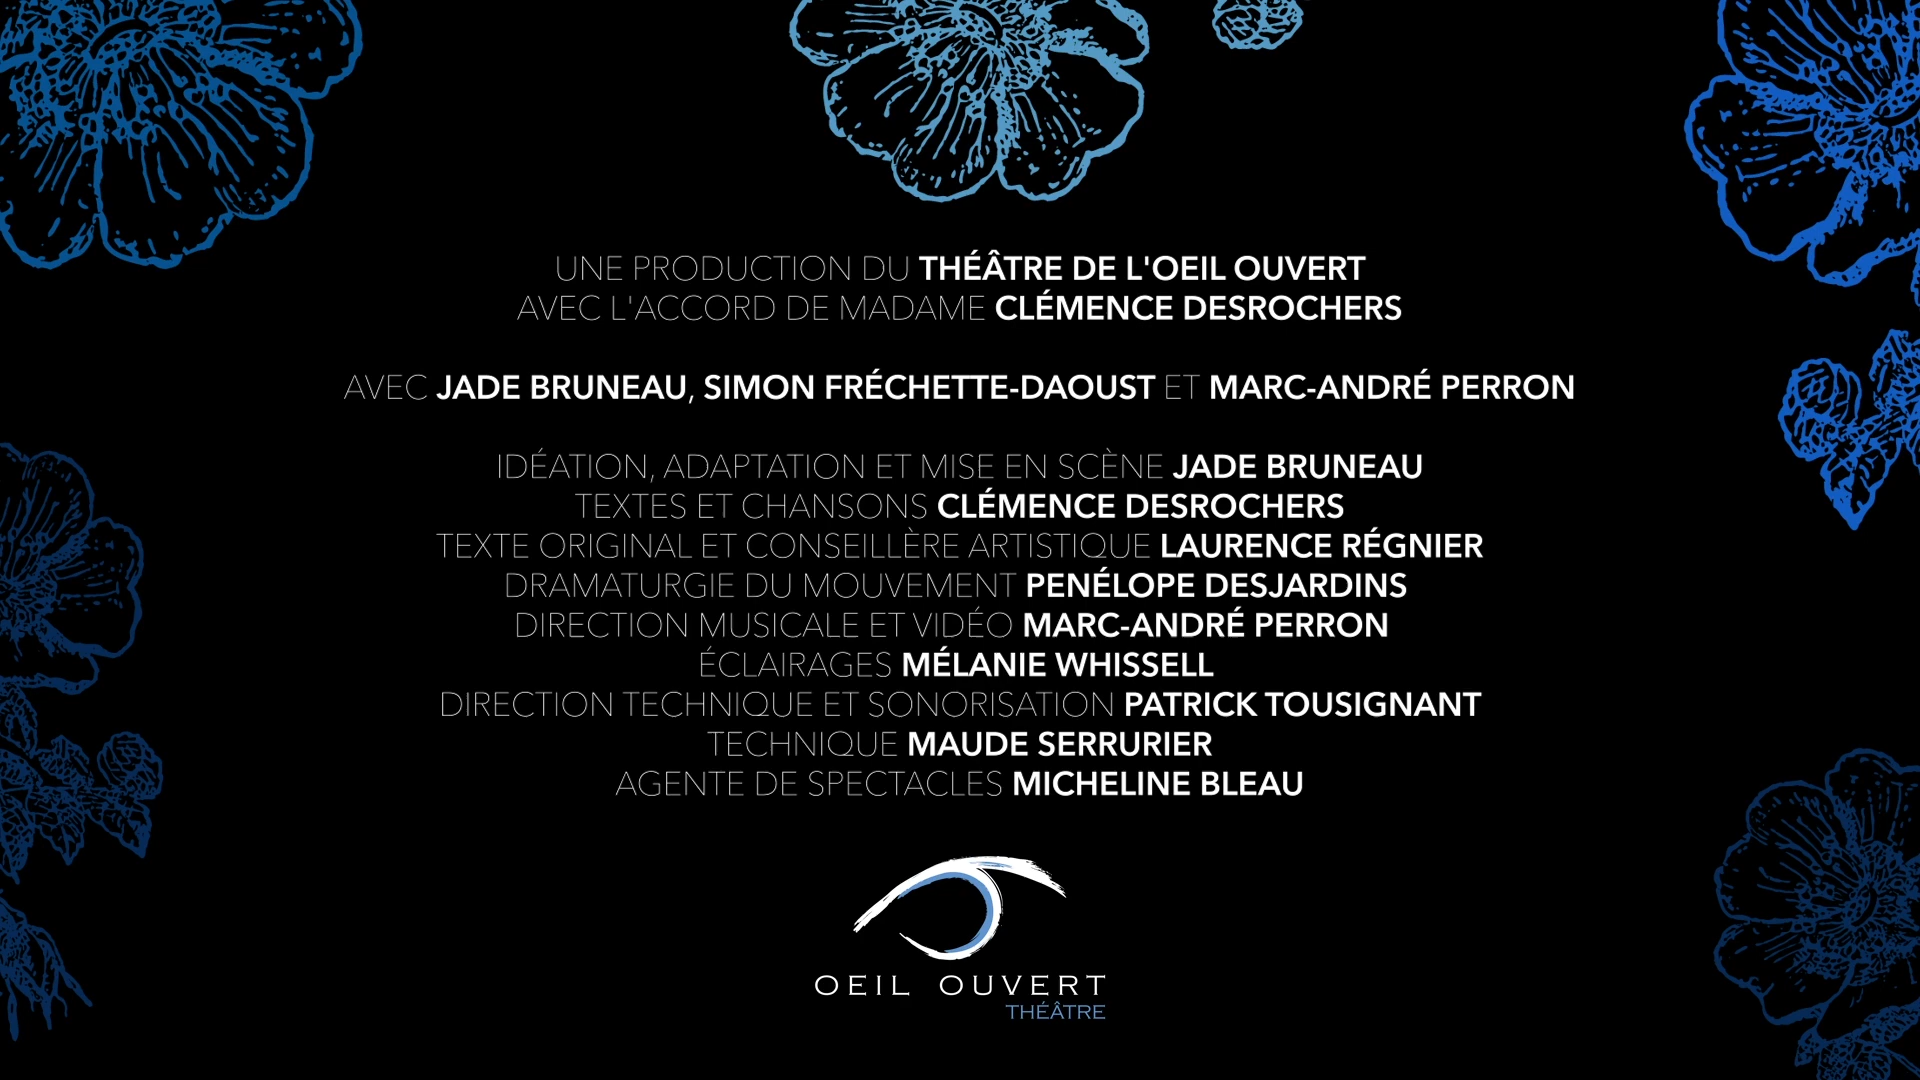 UNE PRODUCTION DU THÉÂTRE DE L'OEIL OUVERT
AVEC L'ACCORD DE MADAME CLÉMENCE DESROCHERS
AVEC JADE BRUNEAU, SIMON FRÉCHETTE-DAOUST ET MARC-ANDRÉ PERRON
IDÉATION, ADAPTATION ET MISE EN SCÈNE JADE BRUNEAU
TEXTES ET CHANSONS CLÉMENCE DESROCHERS
TEXTE ORIGINAL ET CONSEILLÈRE ARTISTIQUE LAURENCE RÉGNIER
DRAMATURGIE DU MOUVEMENT PENÉLOPE DESJARDINS
DIRECTION MUSICALE ET VIDÉO MARC-ANDRÉ PERRON
ÉCLAIRAGES MÉLANIE WHISSELL
DIRECTION TECHNIQUE ET SONORISATION PATRICK TOUSIGNANT
TECHNIQUE MAUDE SERRURIER
AGENTE DE SPECTACLES MICHELINE BLEAU
OEIL OUVERT
THÉÂTRE